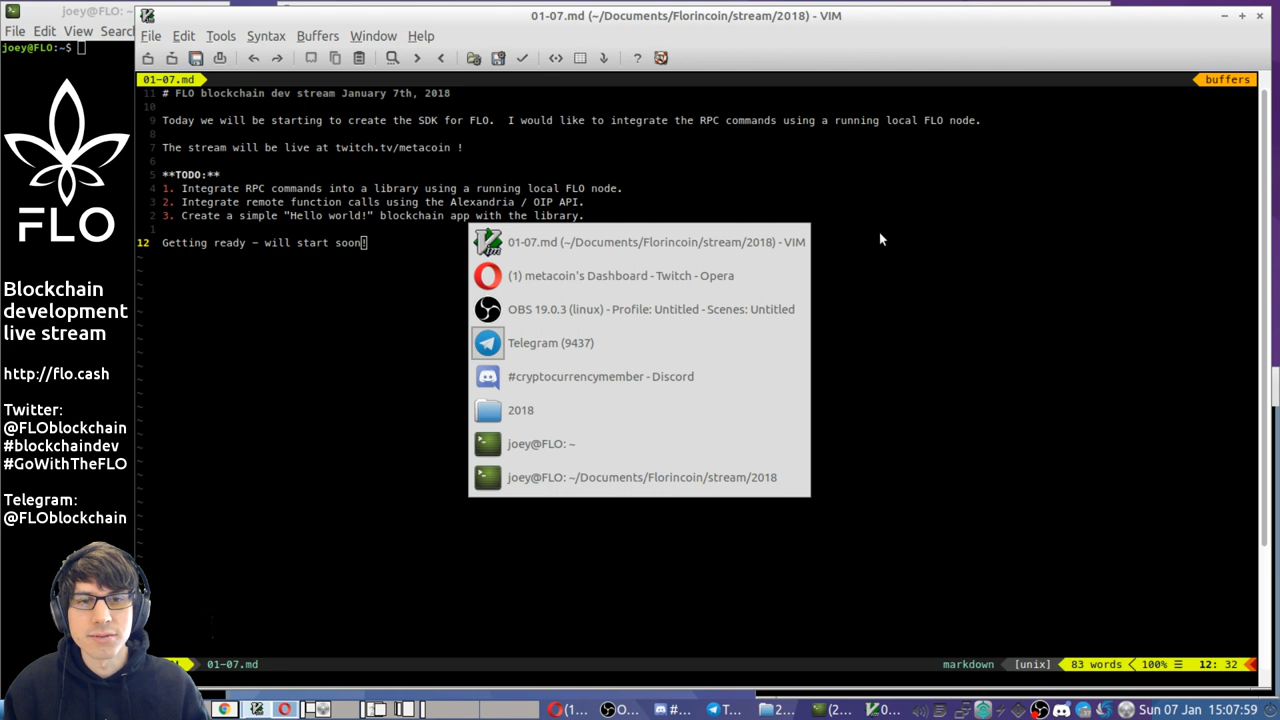 joey@FLO: ~
File Edit View Search
joey@FLO:~$
FLO
Blockchain
development
live stream
http://flo.cash
Twitter:
@FLOblockchain
#blockchaindev
#GoWithTheFLO
Telegram:
@FLOblockchain
01-07.md (~/Documents/Florincoin/stream/2018) - VIM
File Edit Tools Syntax Buffers Window Help
01-07.md buffers
11 # FLO blockchain dev stream January 7th, 2018
10
9 Today we will be starting to create the SDK for FLO.  I would like to integrate the RPC commands using a running local FLO node.
8
7 The stream will be live at twitch.tv/metacoin !
6
5 **TODO:**
4 1. Integrate RPC commands into a library using a running local FLO node.
3 2. Integrate remote function calls using the Alexandria / OIP API.
2 3. Create a simple "Hello world!" blockchain app with the library.
1
12 Getting ready - will start soon!
01-07.md (~/Documents/Florincoin/stream/2018) - VIM
(1) metacoin's Dashboard - Twitch - Opera
OBS 19.0.3 (linux) - Profile: Untitled - Scenes: Untitled
Telegram (9437)
#cryptocurrencymember - Discord
2018
joey@FLO: ~
joey@FLO: ~/Documents/Florincoin/stream/2018
01-07.md markdown [unix] 83 words 100% 12: 32
(1... O... #... T... 2... (2... 0... Sun 07 Jan 15:07:59